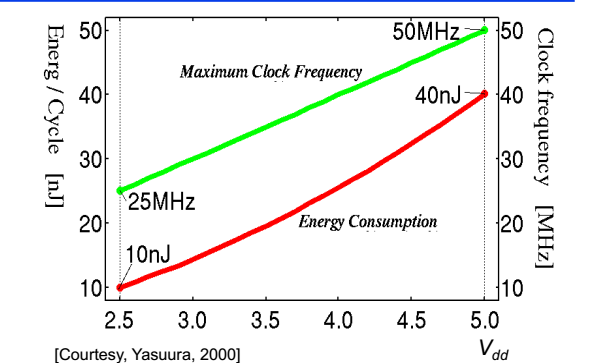 50
50MHz
50
Maximum Clock Frequency
40
40nJ
40
30
30
25MHz
20
Energy Consumption
20
10nJ
10
10
2.5 3.0 3.5 4.0 4.5 5.0
Vdd
Energ / Cycle [nJ]
Clock frequency [MHz]
[Courtesy, Yasuura, 2000]